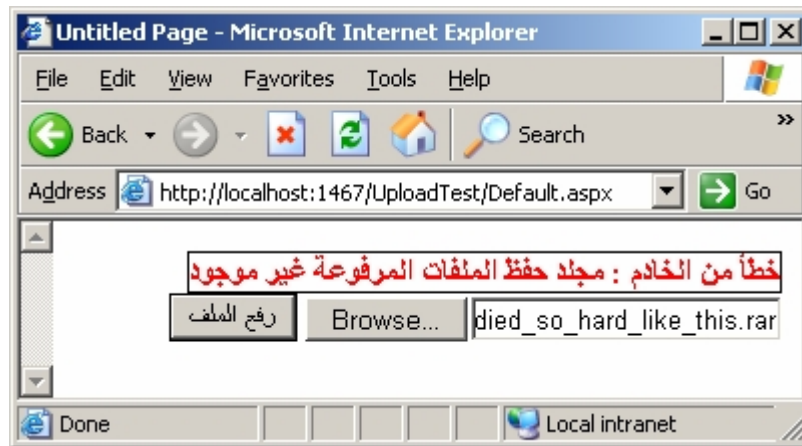 Untitled Page - Microsoft Internet Explorer
File Edit View Favorites Tools Help
Back Search »
Address http://localhost:1467/UploadTest/Default.aspx Go
خطأ من الخادم : مجلد حفظ الملفات المرفوعة غير موجود
رفع الملف Browse... died_so_hard_like_this.rar
Done Local intranet